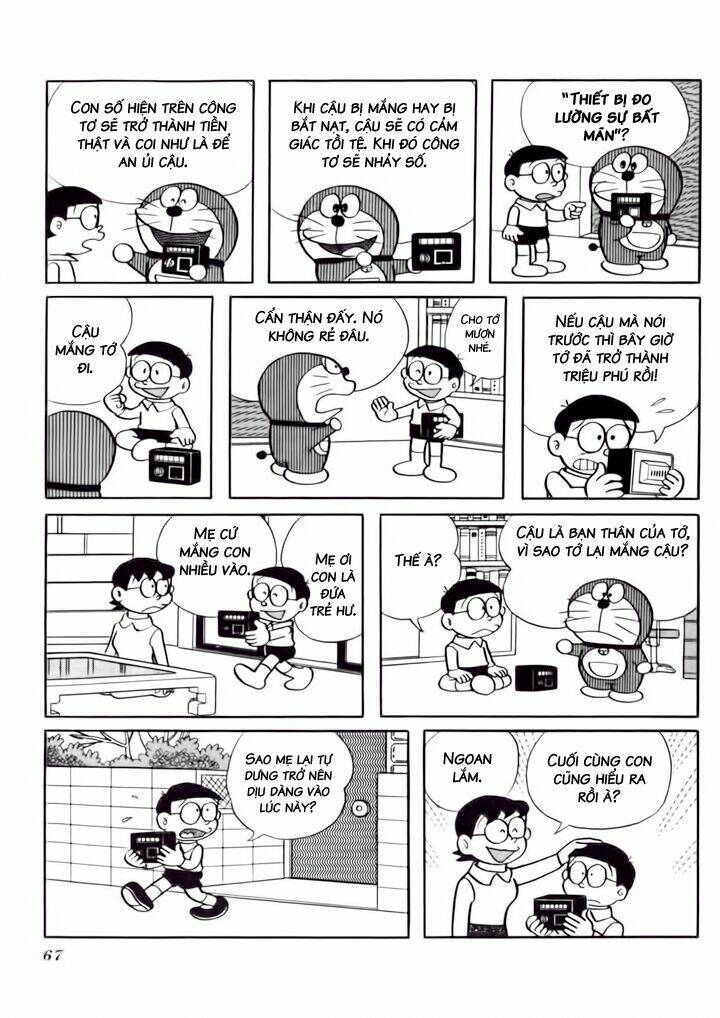 "THIẾT BỊ ĐO
LƯỜNG SỰ BẤT
MÃN"?
KHI CẬU BỊ MẮNG HAY BỊ
BẮT NẠT, CẬU SẼ CÓ CẢM
GIÁC TỒI TỆ. KHI ĐÓ CÔNG
TƠ SẼ NHẢY SỐ.
CON SỐ HIỆN TRÊN CÔNG
TƠ SẼ TRỞ THÀNH TIỀN
THẬT VÀ COI NHƯ LÀ ĐỂ
AN ỦI CẬU.
NẾU CẬU MÀ NÓI
TRƯỚC THÌ BÂY GIỜ
TỚ ĐÃ TRỞ THÀNH
TRIỆU PHÚ RỒI!
CHO TỚ
MƯỢN
NHÉ.
CẨN THẬN ĐẤY. NÓ
KHÔNG RẺ ĐÂU.
CẬU
MẮNG TỚ
ĐI.
CẬU LÀ BẠN THÂN CỦA TỚ,
VÌ SAO TỚ LẠI MẮNG CẬU?
THẾ À?
MẸ ƠI
CON LÀ
ĐỨA
TRẺ HƯ.
MẸ CỨ
MẮNG CON
NHIỀU VÀO.
CUỐI CÙNG CON
CŨNG HIỂU RA
RỒI À?
NGOAN
LẮM.
SAO MẸ LẠI TỰ
DƯNG TRỞ NÊN
DỊU DÀNG VÀO
LÚC NÀY?
67